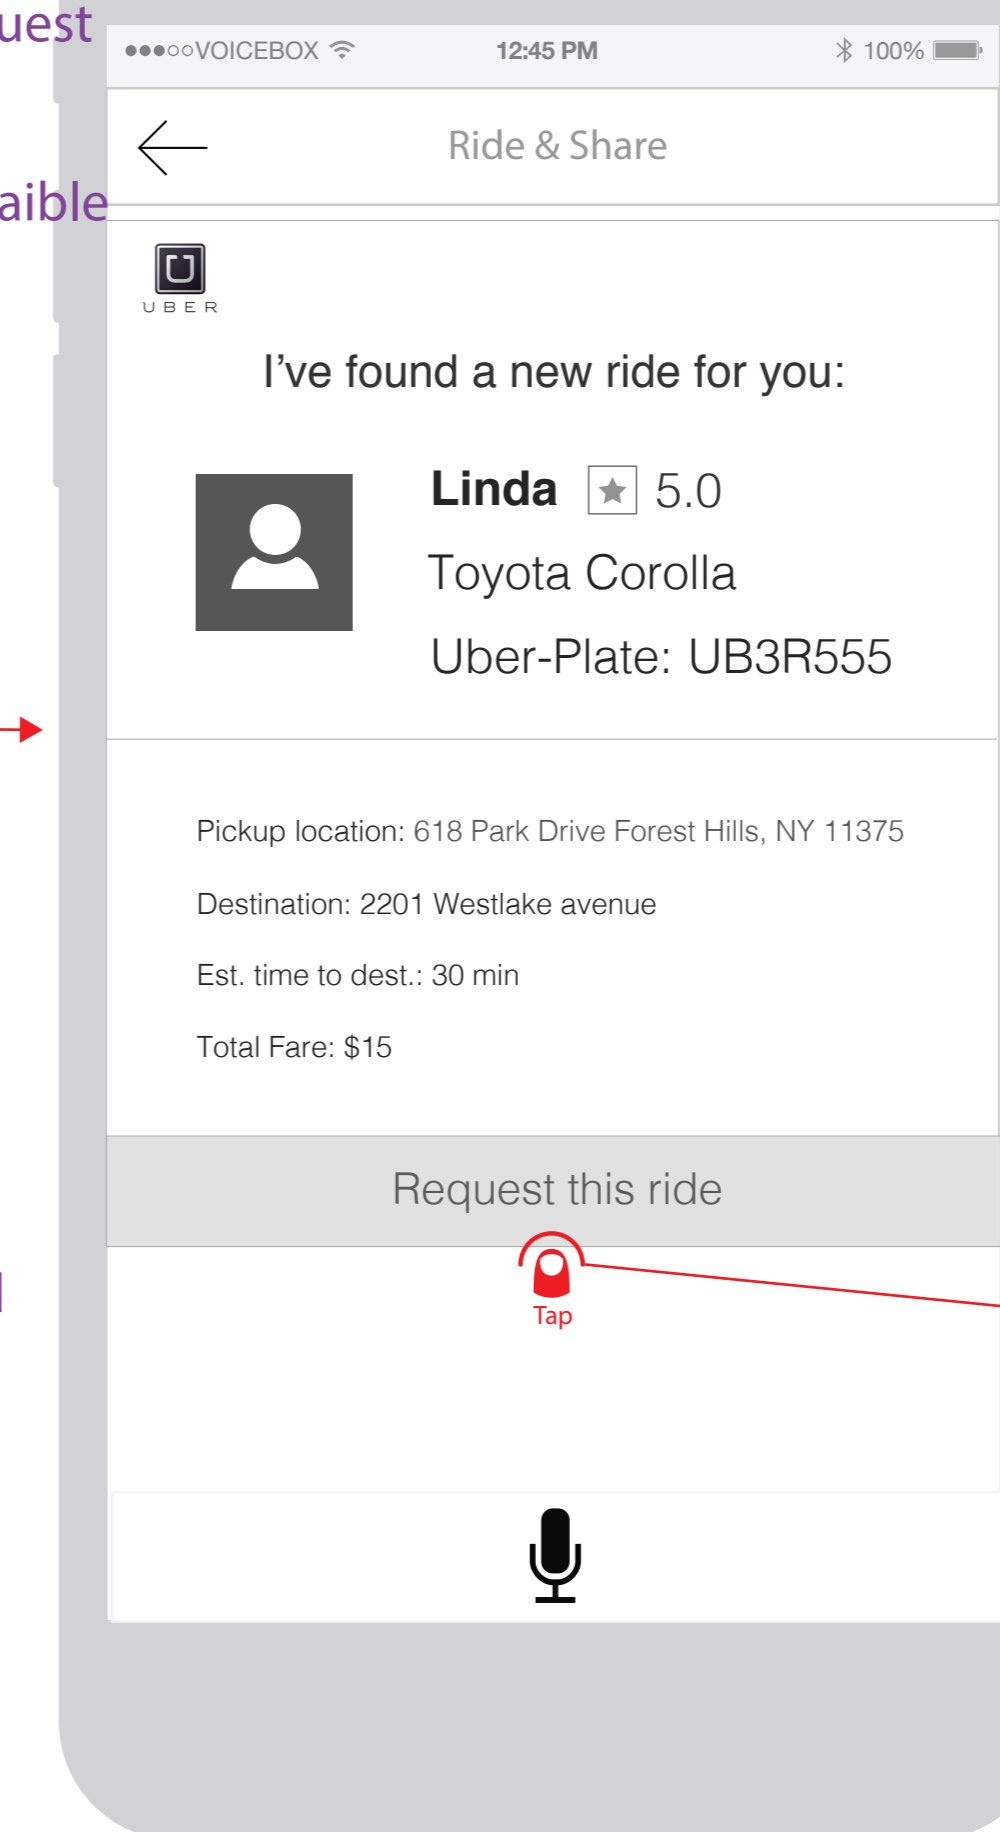 uest
●●●○○VOICEBOX 12:45 PM 100%
Ride & Share
aible
UBER
I’ve found a new ride for you:
Linda 5.0
Toyota Corolla
Uber-Plate: UB3R555
Pickup location: 618 Park Drive Forest Hills, NY 11375
Destination: 2201 Westlake avenue
Est. time to dest.: 30 min
Total Fare: $15
Request this ride
Tap